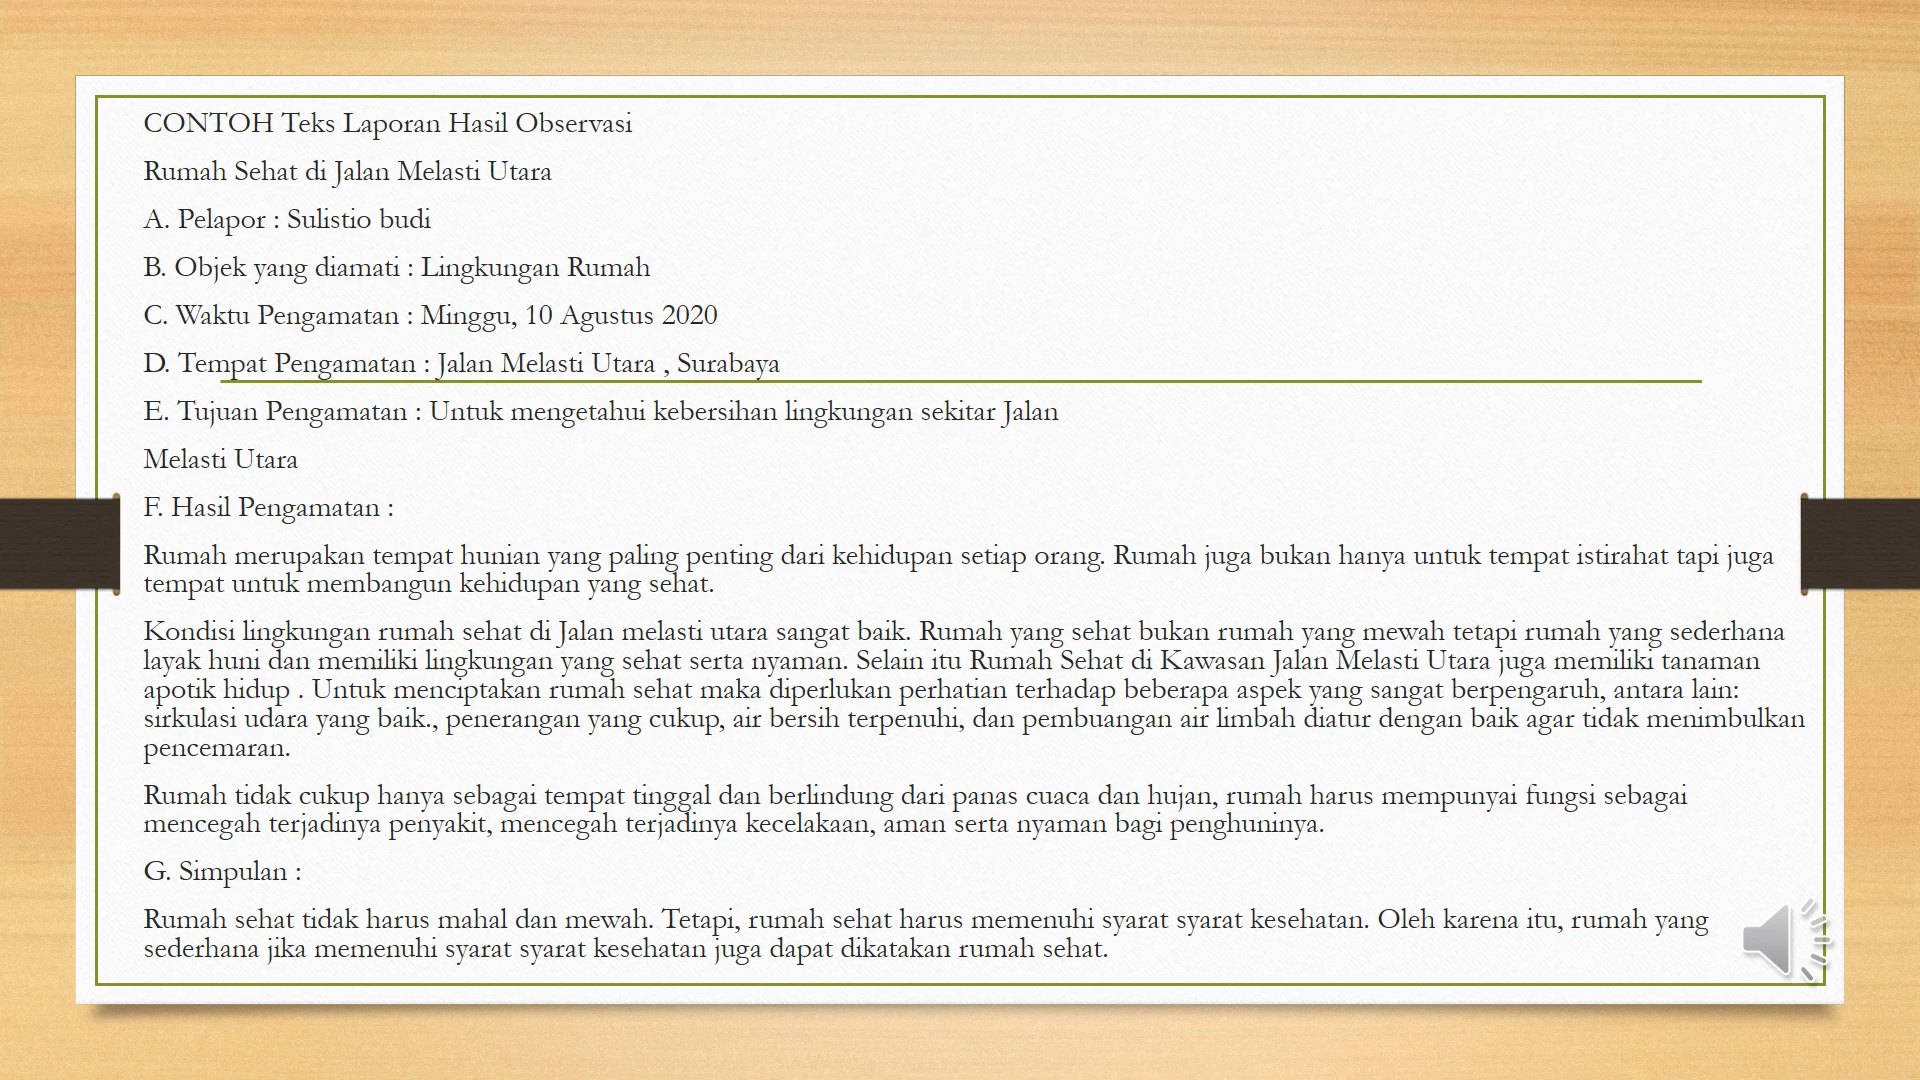 CONTOH Teks Laporan Hasil Observasi
Rumah Sehat di Jalan Melasti Utara
A. Pelapor : Sulistio budi
B. Objek yang diamati : Lingkungan Rumah
C. Waktu Pengamatan : Minggu, 10 Agustus 2020
D. Tempat Pengamatan : Jalan Melasti Utara , Surabaya
E. Tujuan Pengamatan : Untuk mengetahui kebersihan lingkungan sekitar Jalan
Melasti Utara
F. Hasil Pengamatan :
Rumah merupakan tempat hunian yang paling penting dari kehidupan setiap orang. Rumah juga bukan hanya untuk tempat istirahat tapi juga
tempat untuk membangun kehidupan yang sehat.
Kondisi lingkungan rumah sehat di Jalan melasti utara sangat baik. Rumah yang sehat bukan rumah yang mewah tetapi rumah yang sederhana
layak huni dan memiliki lingkungan yang sehat serta nyaman. Selain itu Rumah Sehat di Kawasan Jalan Melasti Utara juga memiliki tanaman
apotik hidup . Untuk menciptakan rumah sehat maka diperlukan perhatian terhadap beberapa aspek yang sangat berpengaruh, antara lain:
sirkulasi udara yang baik., penerangan yang cukup, air bersih terpenuhi, dan pembuangan air limbah diatur dengan baik agar tidak menimbulkan
pencemaran.
Rumah tidak cukup hanya sebagai tempat tinggal dan berlindung dari panas cuaca dan hujan, rumah harus mempunyai fungsi sebagai
mencegah terjadinya penyakit, mencegah terjadinya kecelakaan, aman serta nyaman bagi penghuninya.
G. Simpulan :
Rumah sehat tidak harus mahal dan mewah. Tetapi, rumah sehat harus memenuhi syarat syarat kesehatan. Oleh karena itu, rumah yang
sederhana jika memenuhi syarat syarat kesehatan juga dapat dikatakan rumah sehat.